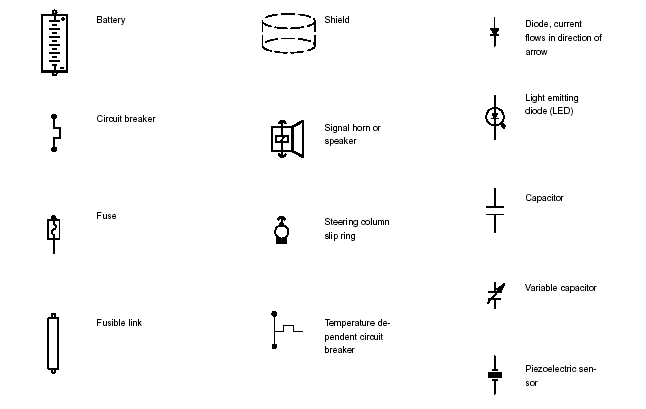 Battery
Circuit breaker
Fuse
Fusible link
Shield
Signal horn or
speaker
Steering column
slip ring
Temperature de-
pendent circuit
breaker
Diode, current
flows in direction of
arrow
Light emitting
diode (LED)
Capacitor
Variable capacitor
Piezoelectric sen-
sor